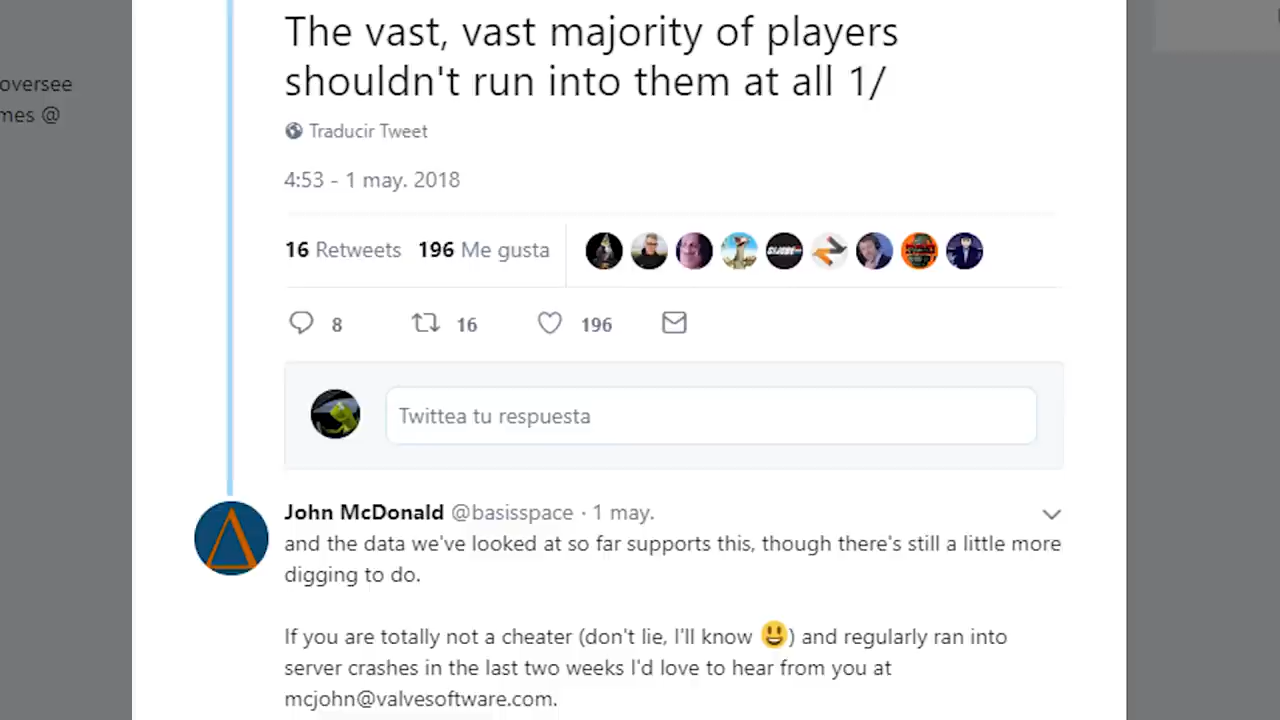 oversee
mes @
The vast, vast majority of players
shouldn't run into them at all 1/
Traducir Tweet
4:53 - 1 may. 2018
16 Retweets 196 Me gusta
8 16 196
Twittea tu respuesta
John McDonald @basisspace · 1 may.
and the data we've looked at so far supports this, though there's still a little more
digging to do.
If you are totally not a cheater (don't lie, I'll know 😃) and regularly ran into
server crashes in the last two weeks I'd love to hear from you at
mcjohn@valvesoftware.com.